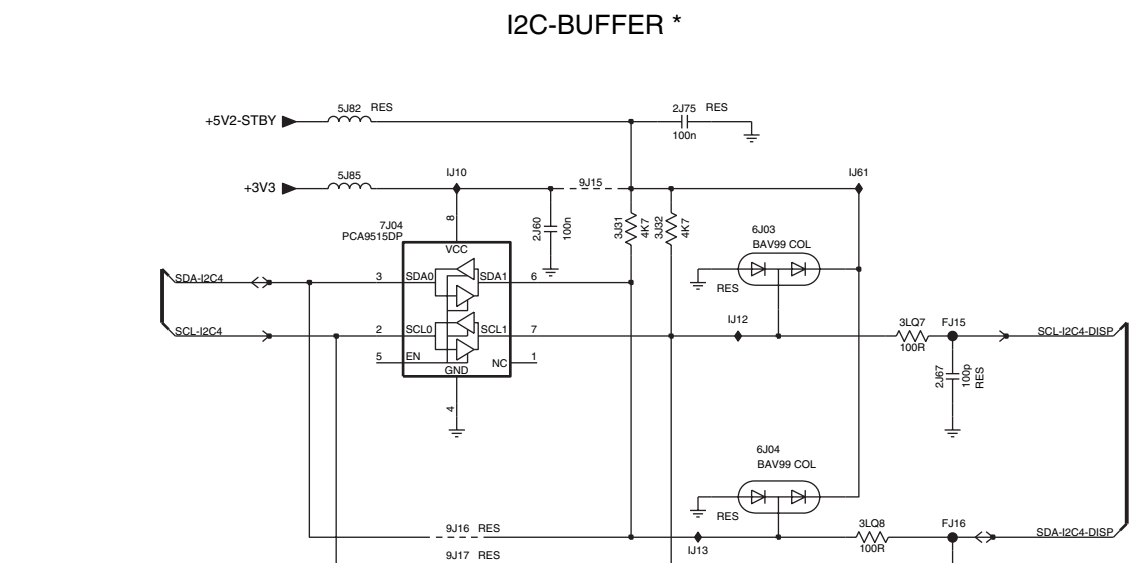 I2C-BUFFER *
5J82 RES
2J75 RES
+5V2-STBY
100n
5J85
IJ10
9J15
IJ61
+3V3
8
2J60
100n
3J31
4K7
3J32
4K7
7J04
PCA9515DP
6J03
BAV99 COL
VCC
SDA-I2C4
3
SDA0
SDA1
6
RES
IJ12
3LQ7
FJ15
SCL-I2C4
2
SCL0
SCL1
7
SCL-I2C4-DISP
100R
5
EN
NC
1
GND
2J67
100p
RES
4
6J04
BAV99 COL
RES
9J16 RES
3LQ8
FJ16
SDA-I2C4-DISP
IJ13
100R
9J17 RES